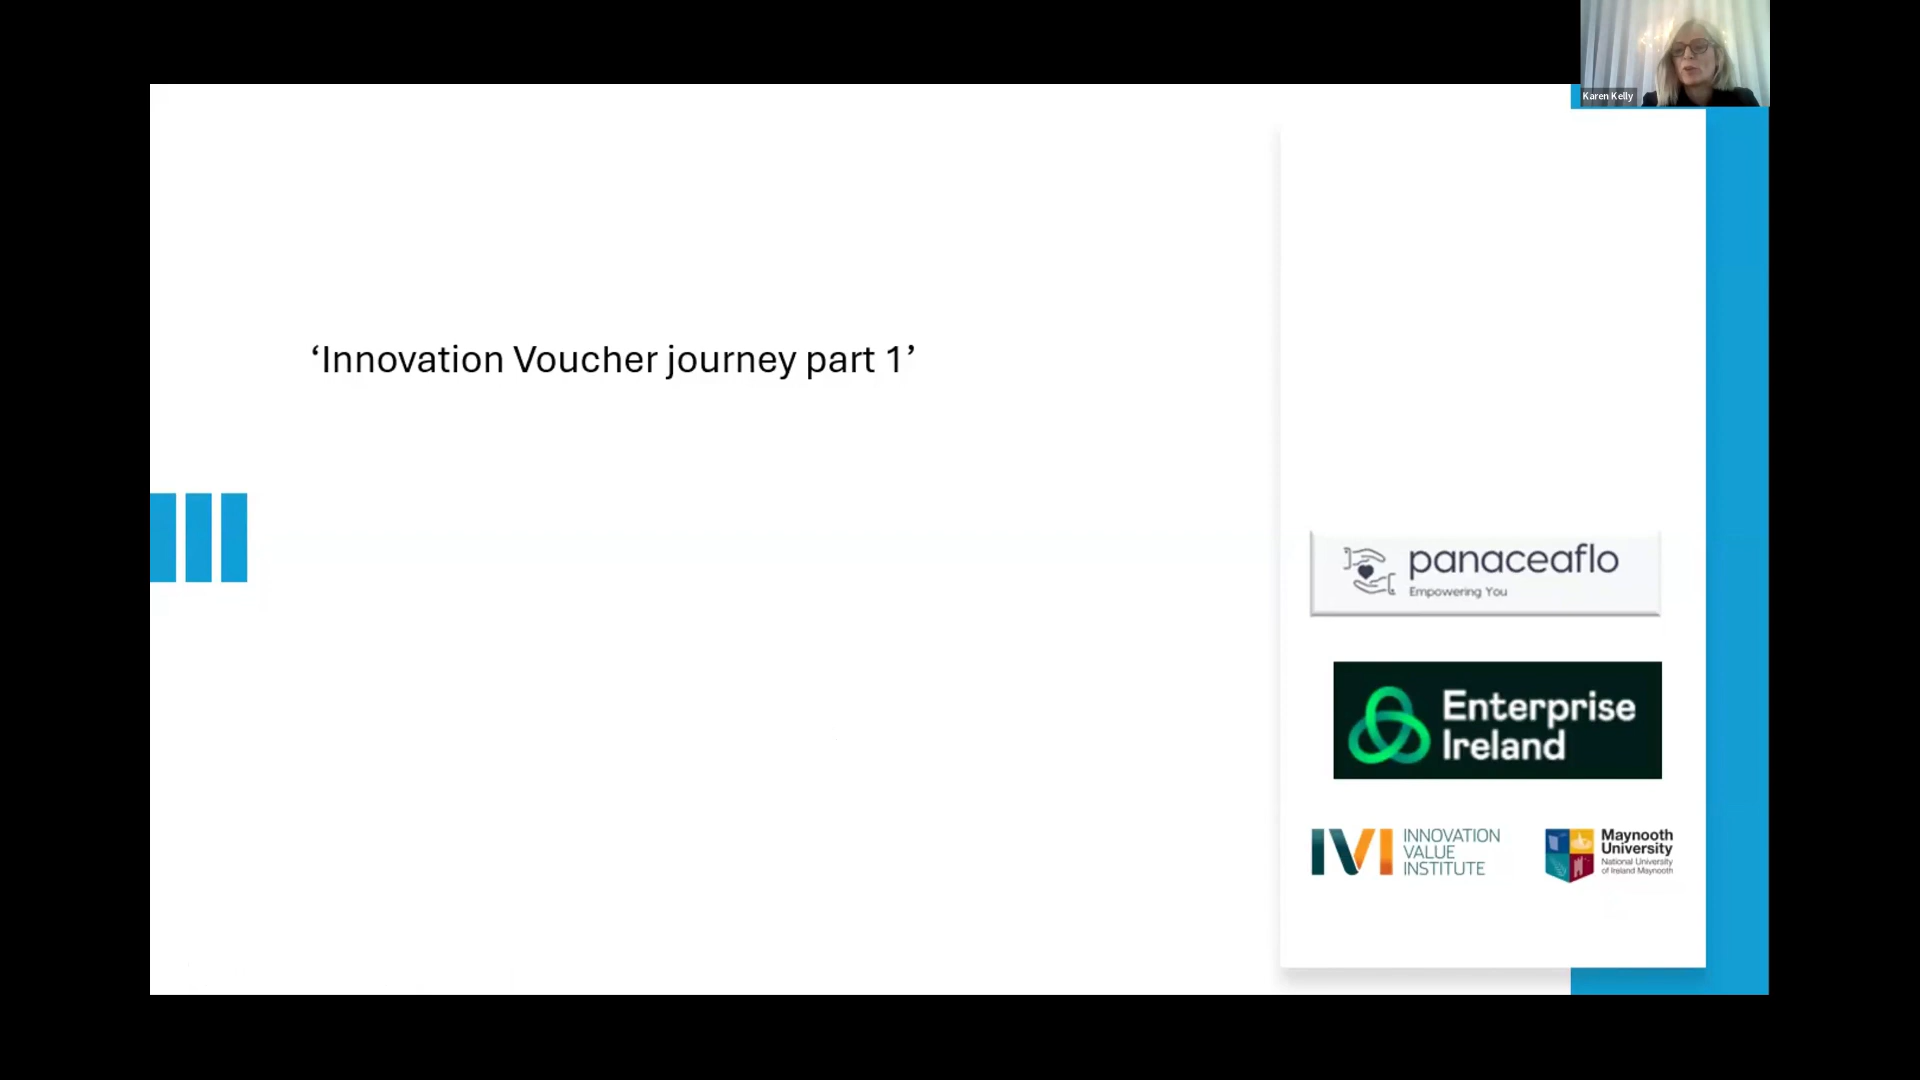 Karen Kelly
‘Innovation Voucher journey part 1’
panaceaflo
Empowering You
Enterprise
Ireland
IVI INNOVATION
VALUE
INSTITUTE
Maynooth
University
National University
of Ireland Maynooth